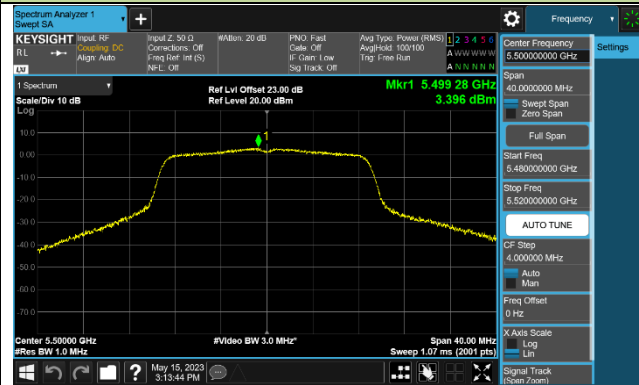 Spectrum Analyzer 1
Swept SA
Frequency
KEYSIGHT
RL
Input: RF
Coupling: DC
Align: Auto
Input Z: 50 Ω
Corrections: Off
Freq Ref: Int (S)
NFE: Off
#Atten: 20 dB
PNO: Fast
Gate: Off
IF Gain: Low
Sig Track: Off
Avg Type: Power (RMS)
Avg|Hold: 100/100
Trig: Free Run
1 2 3 4 5 6
A W W W W W
A N N N N N
Settings
Center Frequency
5.500000000 GHz
Span
40.0000000 MHz
Swept Span
Zero Span
Full Span
Start Freq
5.480000000 GHz
Stop Freq
5.520000000 GHz
AUTO TUNE
CF Step
4.000000 MHz
Auto
Man
Freq Offset
0 Hz
X Axis Scale
Log
Lin
Signal Track
(Span Zoom)
1 Spectrum
Scale/Div 10 dB
Log
Ref Lvl Offset 23.00 dB
Ref Level 20.00 dBm
Mkr1 5.499 28 GHz
3.396 dBm
1
10.0
0.00
-10.0
-20.0
-30.0
-40.0
-50.0
-60.0
-70.0
Center 5.50000 GHz
#Res BW 1.0 MHz
#Video BW 3.0 MHz*
Span 40.00 MHz
Sweep 1.07 ms (2001 pts)
May 15, 2023
3:13:44 PM